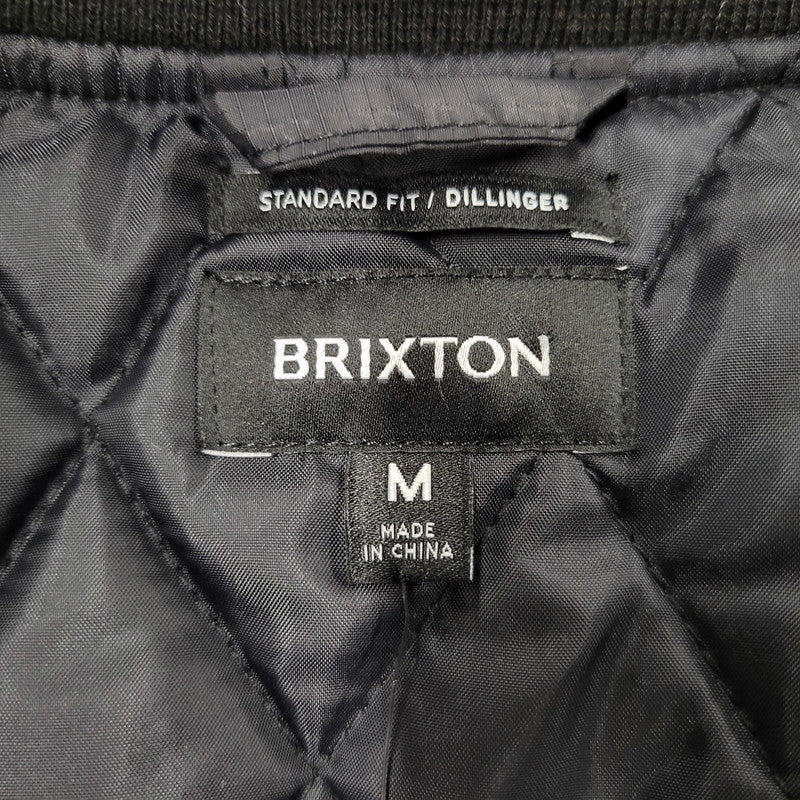 STANDARD FIT / DILLINGER
BRIXTON
M
MADE
IN CHINA